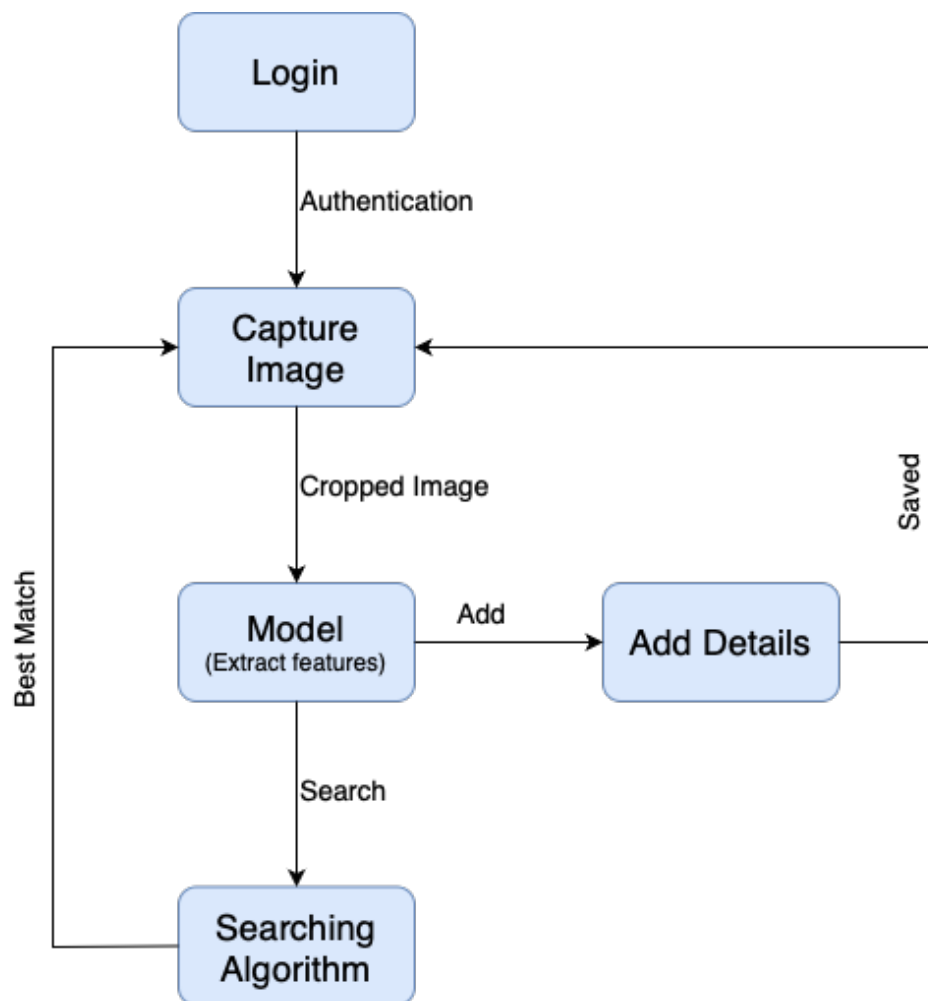 Login
Authentication
Capture
Image
Cropped Image
Saved
Model
(Extract features)
Add
Add Details
Best Match
Search
Searching
Algorithm